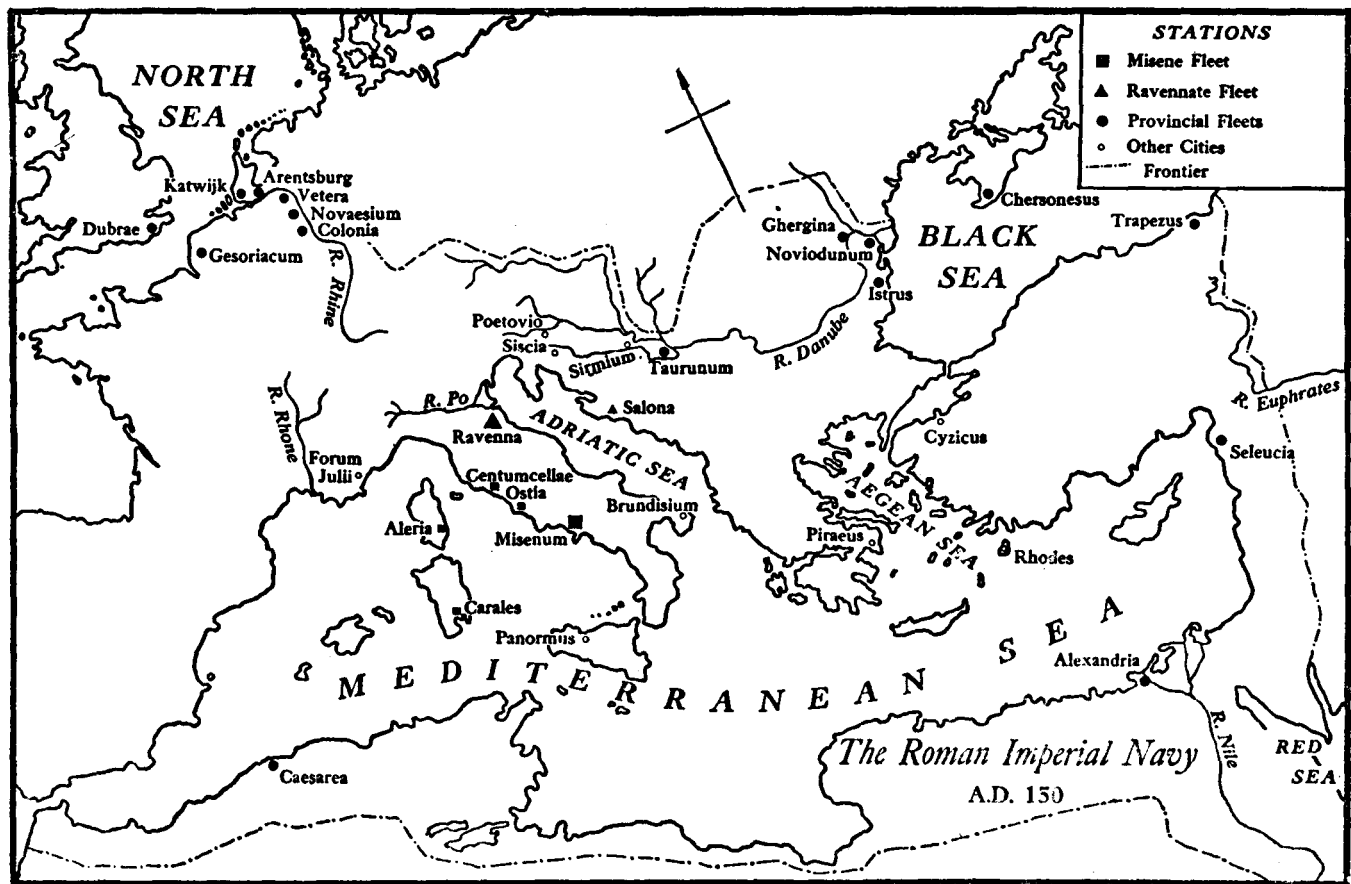 STATIONS
Misene Fleet
Ravennate Fleet
Provincial Fleets
Other Cities
Frontier
NORTH
SEA
Katwijk
Arentsburg
Vetera
Novaesium
Colonia
Dubrae
Gesoriacum
R. Rhine
Ghergina
Noviodunum
Istrus
BLACK
SEA
Chersonesus
Trapezus
Poetovio
Siscia
Sirmium
Taurunum
R. Danube
R. Rhone
R. Po
Ravenna
Salona
ADRIATIC SEA
Forum
Julii
Centumcellae
Ostia
Aleria
Misenum
Brundisium
Cyzicus
R. Euphrates
Seleucia
AEGEAN SEA
Piraeus
Rhodes
Carales
Panormus
MEDITERRANEAN SEA
Alexandria
R. Nile
RED
SEA
Caesarea
The Roman Imperial Navy
A.D. 150